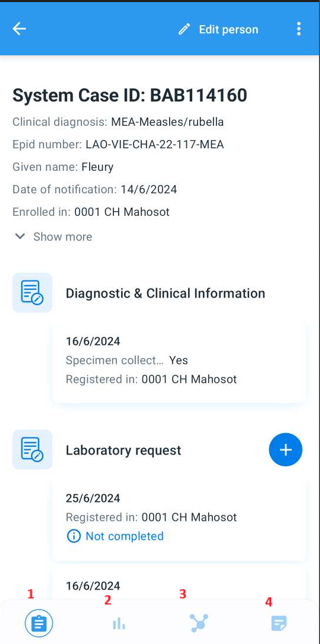 Edit person
System Case ID: BAB114160
Clinical diagnosis: MEA-Measles/rubella
Epid number: LAO-VIE-CHA-22-117-MEA
Given name: Fleury
Date of notification: 14/6/2024
Enrolled in: 0001 CH Mahosot
Show more
Diagnostic & Clinical Information
16/6/2024
Specimen collect... Yes
Registered in: 0001 CH Mahosot
Laboratory request
25/6/2024
Registered in: 0001 CH Mahosot
Not completed
16/6/2024
1 2 3 4